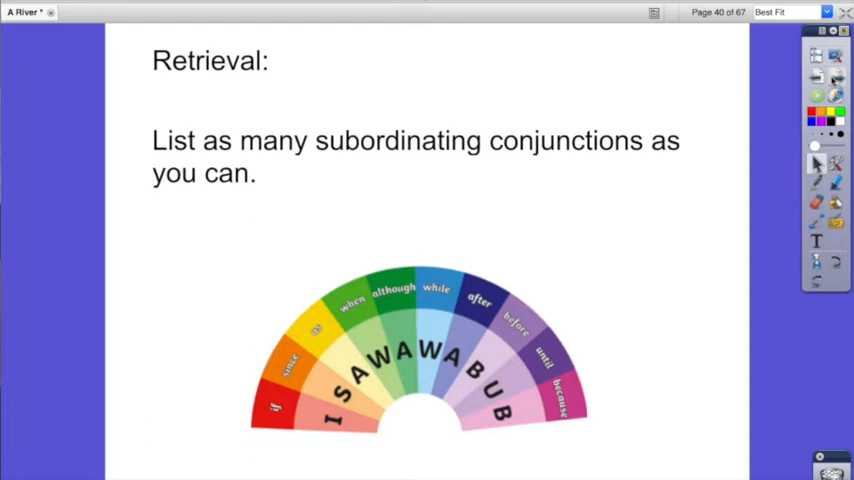 A River *
Page 40 of 67
Best Fit
Retrieval:
List as many subordinating conjunctions as
you can.
if
since
as
when
although
while
after
before
until
because
I S A W A W A B U B
T